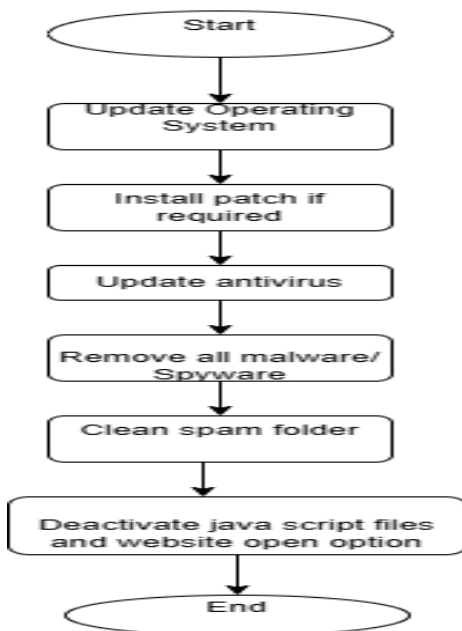 Start
Update Operating
System
Install patch if
required
Update antivirus
Remove all malware/
Spyware
Clean spam folder
Deactivate java script files
and website open option
End